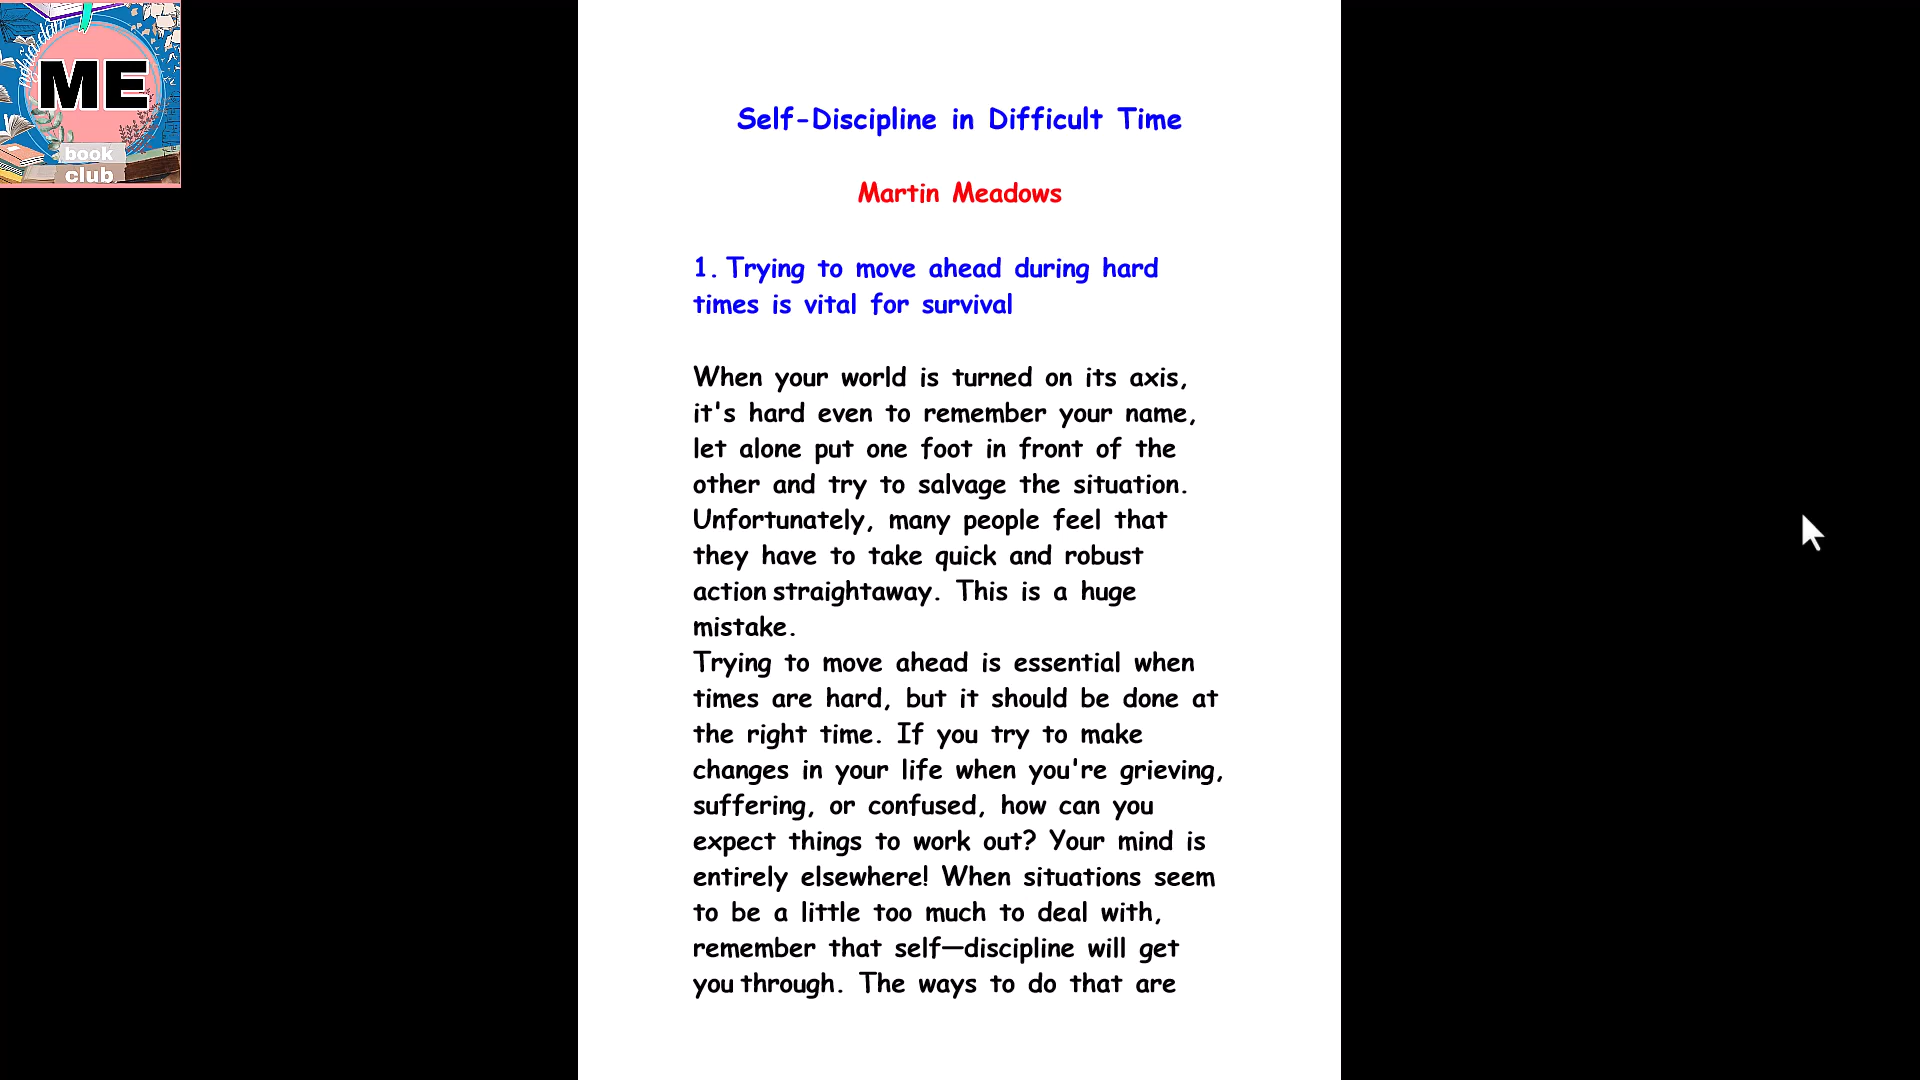 ME
book
club
Self-Discipline in Difficult Time
Martin Meadows
1. Trying to move ahead during hard
times is vital for survival
When your world is turned on its axis,
it's hard even to remember your name,
let alone put one foot in front of the
other and try to salvage the situation.
Unfortunately, many people feel that
they have to take quick and robust
action straightaway. This is a huge
mistake.
Trying to move ahead is essential when
times are hard, but it should be done at
the right time. If you try to make
changes in your life when you're grieving,
suffering, or confused, how can you
expect things to work out? Your mind is
entirely elsewhere! When situations seem
to be a little too much to deal with,
remember that self—discipline will get
you through. The ways to do that are